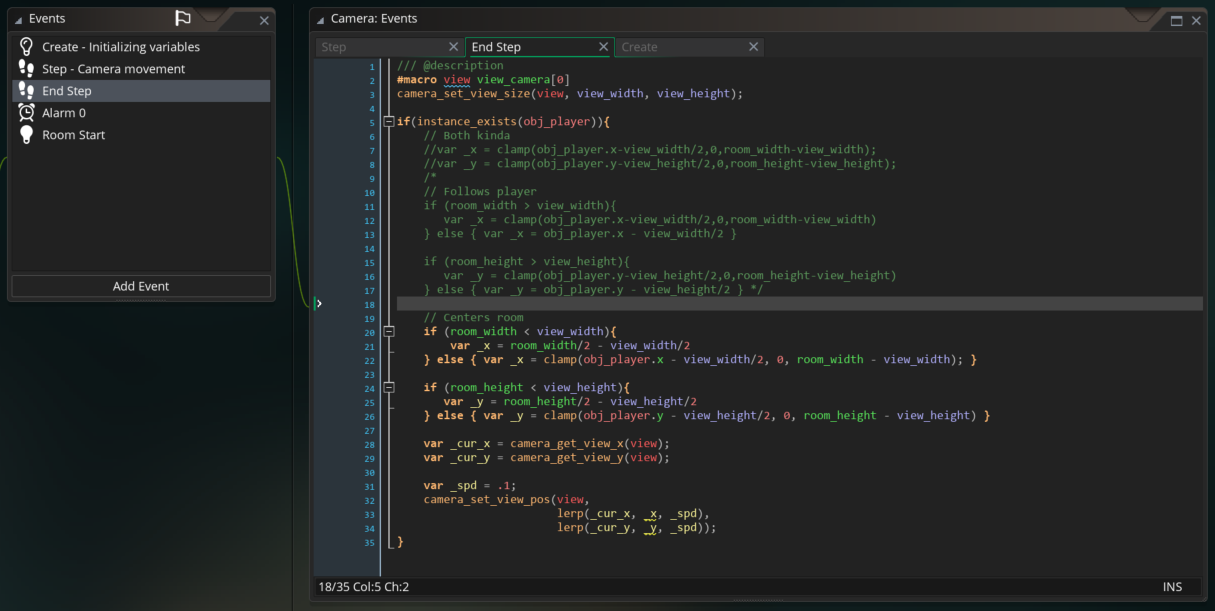 Events
Create - Initializing variables
Step - Camera movement
End Step
Alarm 0
Room Start
Add Event
Camera: Events
Step
End Step
Create
1 /// @description
2 #macro view view_camera[0]
3 camera_set_view_size(view, view_width, view_height);
4
5 if(instance_exists(obj_player)){
6 // Both kinda
7 //var _x = clamp(obj_player.x-view_width/2,0,room_width-view_width);
8 //var _y = clamp(obj_player.y-view_height/2,0,room_height-view_height);
9 /*
10 // Follows player
11 if (room_width > view_width){
12 var _x = clamp(obj_player.x-view_width/2,0,room_width-view_width)
13 } else { var _x = obj_player.x - view_width/2 }
14
15 if (room_height > view_height){
16 var _y = clamp(obj_player.y-view_height/2,0,room_height-view_height)
17 } else { var _y = obj_player.y - view_height/2 } */
18
19 // Centers room
20 if (room_width < view_width){
21 var _x = room_width/2 - view_width/2
22 } else { var _x = clamp(obj_player.x - view_width/2, 0, room_width - view_width); }
23
24 if (room_height < view_height){
25 var _y = room_height/2 - view_height/2
26 } else { var _y = clamp(obj_player.y - view_height/2, 0, room_height - view_height) }
27
28 var _cur_x = camera_get_view_x(view);
29 var _cur_y = camera_get_view_y(view);
30
31 var _spd = .1;
32 camera_set_view_pos(view,
33 lerp(_cur_x, _x, _spd),
34 lerp(_cur_y, _y, _spd));
35 }
18/35 Col:5 Ch:2
INS